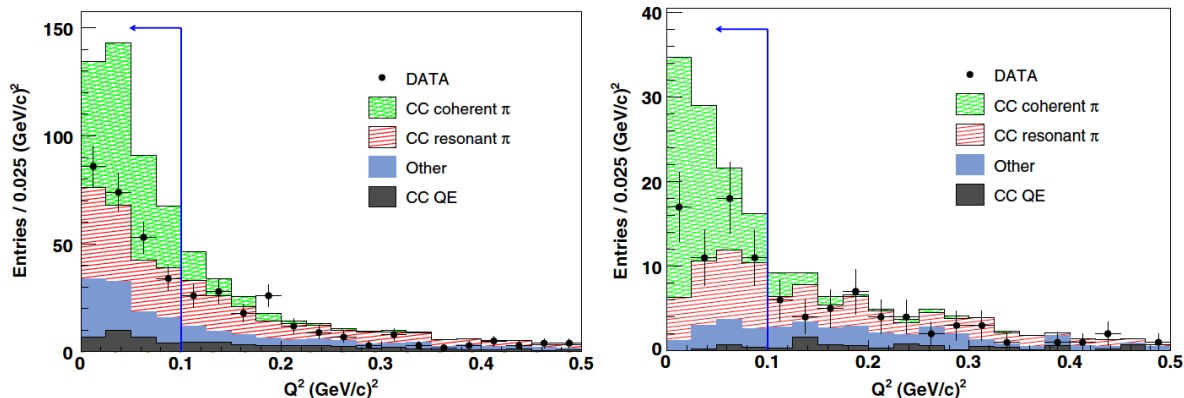 150
100
50
0
Entries / 0.025 (GeV/c)²
DATA
CC coherent π
CC resonant π
Other
CC QE
0 0.1 0.2 0.3 0.4 0.5
Q² (GeV/c)²
40
30
20
10
0
Entries / 0.025 (GeV/c)²
DATA
CC coherent π
CC resonant π
Other
CC QE
0 0.1 0.2 0.3 0.4 0.5
Q² (GeV/c)²